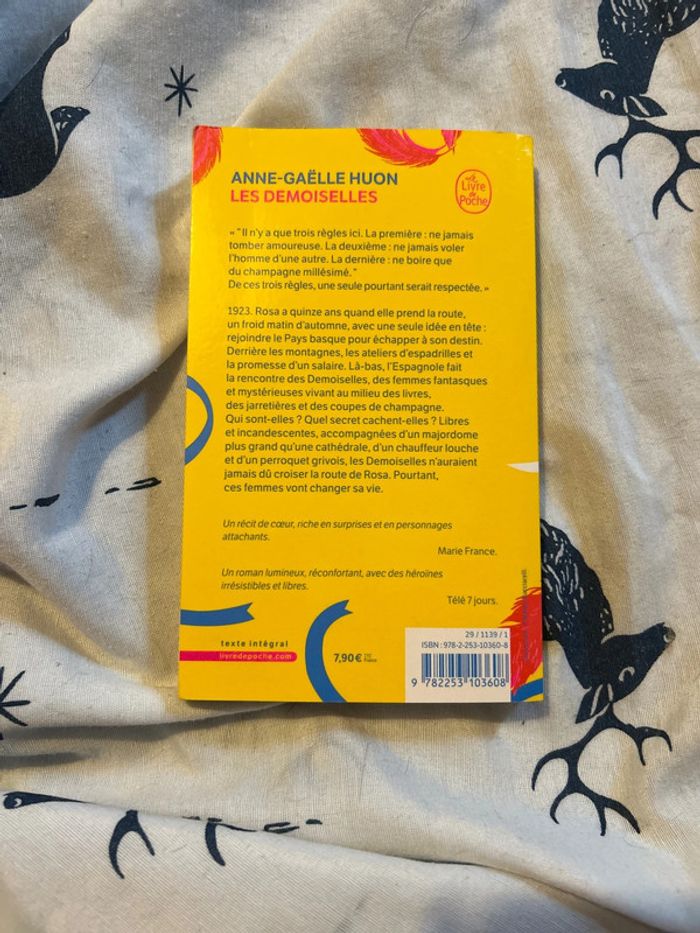 ANNE-GAËLLE HUON
LES DEMOISELLES
Le
Livre
de
Poche
« "Il n'y a que trois règles ici. La première : ne jamais
tomber amoureuse. La deuxième : ne jamais voler
l'homme d'une autre. La dernière : ne boire que
du champagne millésimé."
De ces trois règles, une seule pourtant serait respectée. »
1923. Rosa a quinze ans quand elle prend la route,
un froid matin d'automne, avec une seule idée en tête :
rejoindre le Pays basque pour échapper à son destin.
Derrière les montagnes, les ateliers d'espadrilles et
la promesse d'un salaire. Là-bas, l'Espagnole fait
la rencontre des Demoiselles, des femmes fantasques
et mystérieuses vivant au milieu des livres,
des jarretières et des coupes de champagne.
Qui sont-elles ? Quel secret cachent-elles ? Libres
et incandescentes, accompagnées d'un majordome
plus grand qu'une cathédrale, d'un chauffeur louche
et d'un perroquet grivois, les Demoiselles n'auraient
jamais dû croiser la route de Rosa. Pourtant,
ces femmes vont changer sa vie.
Un récit de cœur, riche en surprises et en personnages
attachants.
Marie France.
Un roman lumineux, réconfortant, avec des héroïnes
irrésistibles et libres.
Télé 7 jours.
texte intégral
livredepoche.com
7,90 € TTC
France
29 / 1139 / 1
ISBN : 978-2-253-10360-8
9 782253 103608